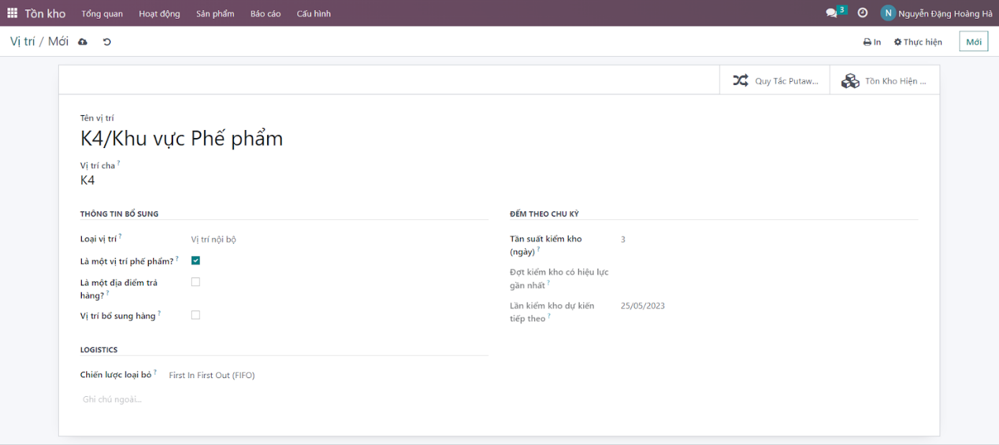 Tồn kho Tổng quan Hoạt động Sản phẩm Báo cáo Cấu hình 3 N Nguyễn Đặng Hoàng Hà
Vị trí / Mới In Thực hiện Mới
Quy Tắc Putaw... Tồn Kho Hiện ...
Tên vị trí
K4/Khu vực Phế phẩm
Vị trí cha ?
K4
THÔNG TIN BỔ SUNG
Loại vị trí ? Vị trí nội bộ
Là một vị trí phế phẩm? ?
Là một địa điểm trả
hàng? ?
Vị trí bổ sung hàng ?
ĐẾM THEO CHU KỲ
Tần suất kiểm kho 3
(ngày) ?
Đợt kiểm kho có hiệu lực
gần nhất ?
Lần kiểm kho dự kiến 25/05/2023
tiếp theo ?
LOGISTICS
Chiến lược loại bỏ ? First In First Out (FIFO)
Ghi chú ngoài...